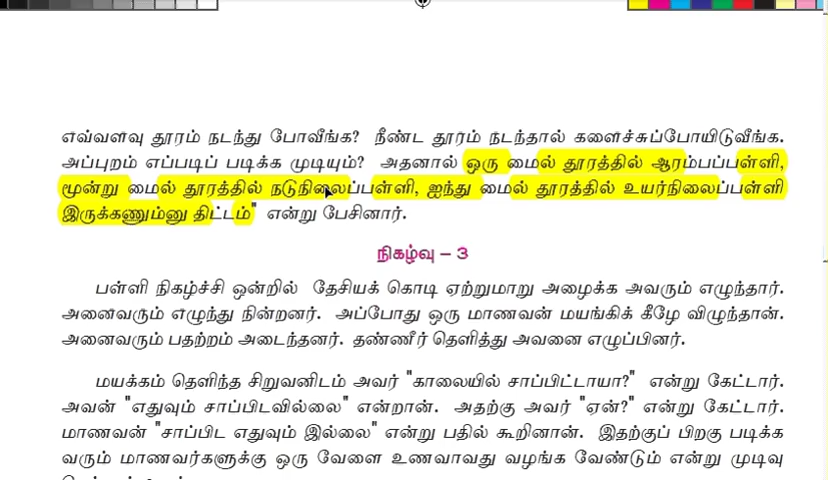 எவ்வளவு தூரம் நடந்து போவீங்க? நீண்ட தூரம் நடந்தால் களைச்சுப்போயிடுவீங்க.
அப்புறம் எப்படிப் படிக்க முடியும்? அதனால் ஒரு மைல் தூரத்தில் ஆரம்பப்பள்ளி,
மூன்று மைல் தூரத்தில் நடுநிலைப்பள்ளி, ஐந்து மைல் தூரத்தில் உயர்நிலைப்பள்ளி
இருக்கணும்னு திட்டம்" என்று பேசினார்.
நிகழ்வு – 3
பள்ளி நிகழ்ச்சி ஒன்றில் தேசியக் கொடி ஏற்றுமாறு அழைக்க அவரும் எழுந்தார்.
அனைவரும் எழுந்து நின்றனர். அப்போது ஒரு மாணவன் மயங்கிக் கீழே விழுந்தான்.
அனைவரும் பதற்றம் அடைந்தனர். தண்ணீர் தெளித்து அவனை எழுப்பினர்.
மயக்கம் தெளிந்த சிறுவனிடம் அவர் "காலையில் சாப்பிட்டாயா?" என்று கேட்டார்.
அவன் "எதுவும் சாப்பிடவில்லை" என்றான். அதற்கு அவர் "ஏன்?" என்று கேட்டார்.
மாணவன் "சாப்பிட எதுவும் இல்லை" என்று பதில் கூறினான். இதற்குப் பிறகு படிக்க
வரும் மாணவர்களுக்கு ஒரு வேளை உணவாவது வழங்க வேண்டும் என்று முடிவு